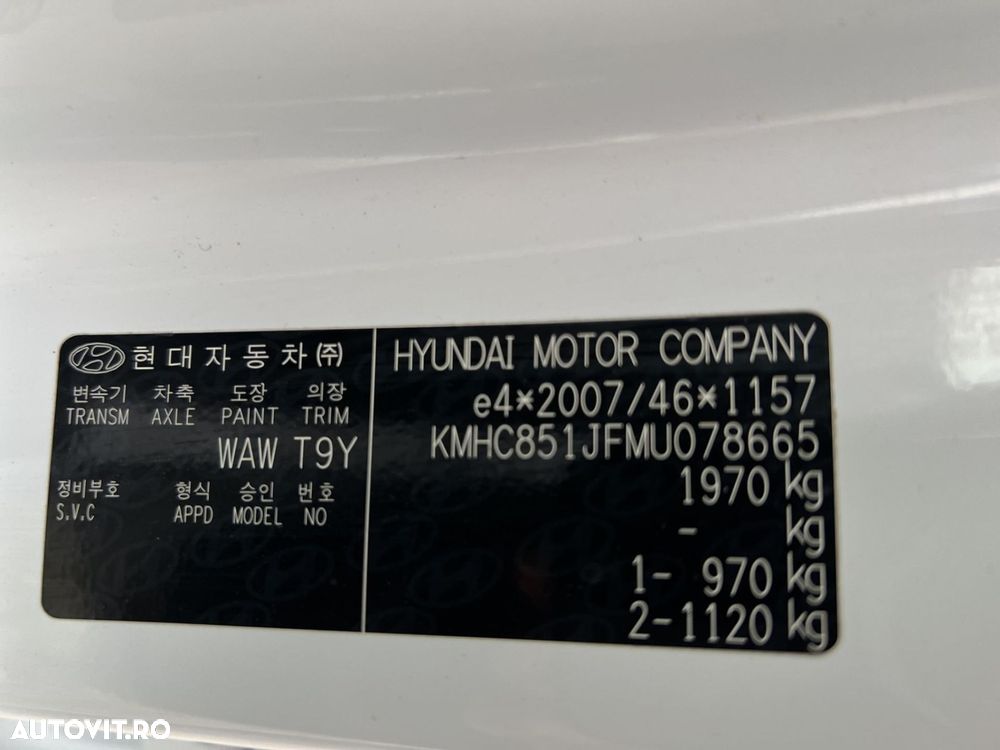 현대자동차(주)
변속기 차축 도장 의장
TRANSM AXLE PAINT TRIM
WAW T9Y
정비부호 형식 승인 번호
S.V.C APPD MODEL NO
HYUNDAI MOTOR COMPANY
e4*2007/46*1157
KMHC851JFMU078665
1970 kg
- kg
1- 970 kg
2-1120 kg
AUTOVIT.RO